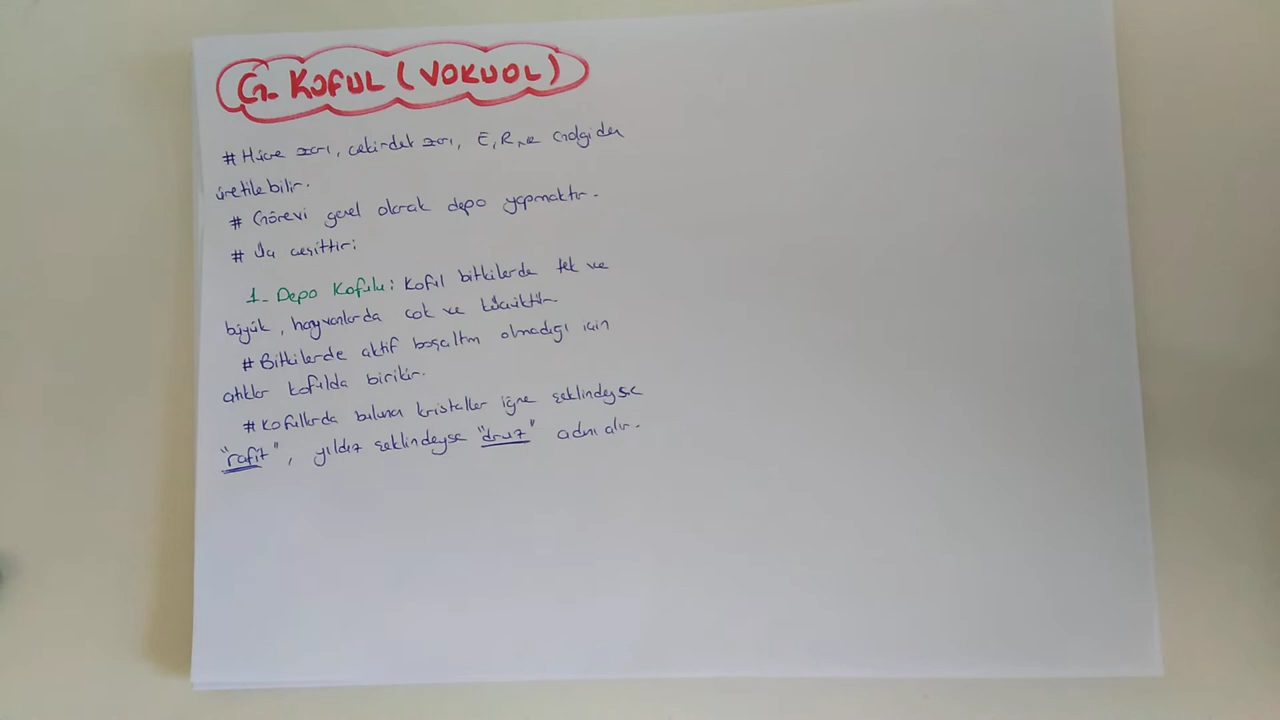 G. KOFUL (VOKUOL)
# Hücre zarı, çekirdek zarı, E.R ve Golgiden
üretilebilir.
# Görevi genel olarak depo yapmaktır.
# Üç çeşittir:
1- Depo Kofulu: Koful bitkilerde tek ve
büyük, hayvanlarda çok ve küçüktür.
# Bitkilerde aktif boşaltım olmadığı için
atıklar kofulda birikir.
# Kofullarda bulunan kristaller iğne şeklindeyse
"rafit", yıldız şeklindeyse "druz" adını alır.